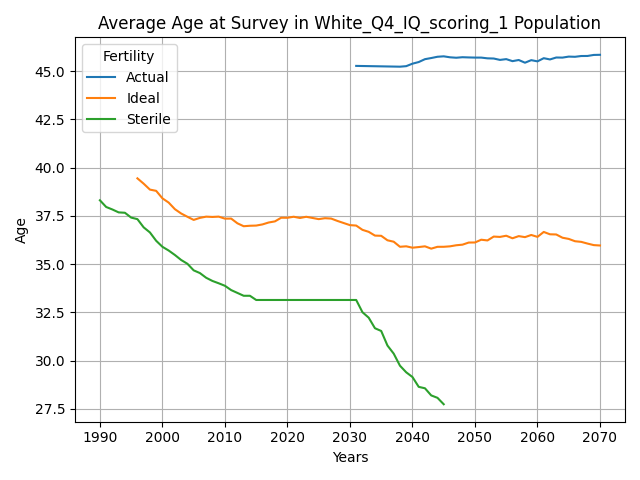 Average Age at Survey in White_Q4_IQ_scoring_1 Population
Fertility
Actual
Ideal
Sterile
Age
45.0
42.5
40.0
37.5
35.0
32.5
30.0
27.5
1990 2000 2010 2020 2030 2040 2050 2060 2070
Years